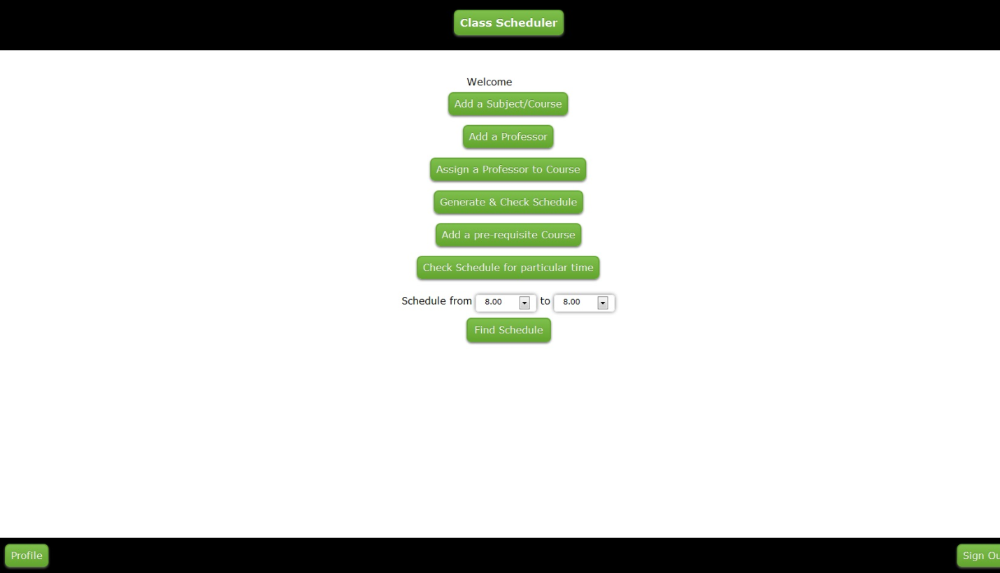 Class Scheduler
Welcome
Add a Subject/Course
Add a Professor
Assign a Professor to Course
Generate & Check Schedule
Add a pre-requisite Course
Check Schedule for particular time
Schedule from 8.00 to 8.00
Find Schedule
Profile
Sign Ou